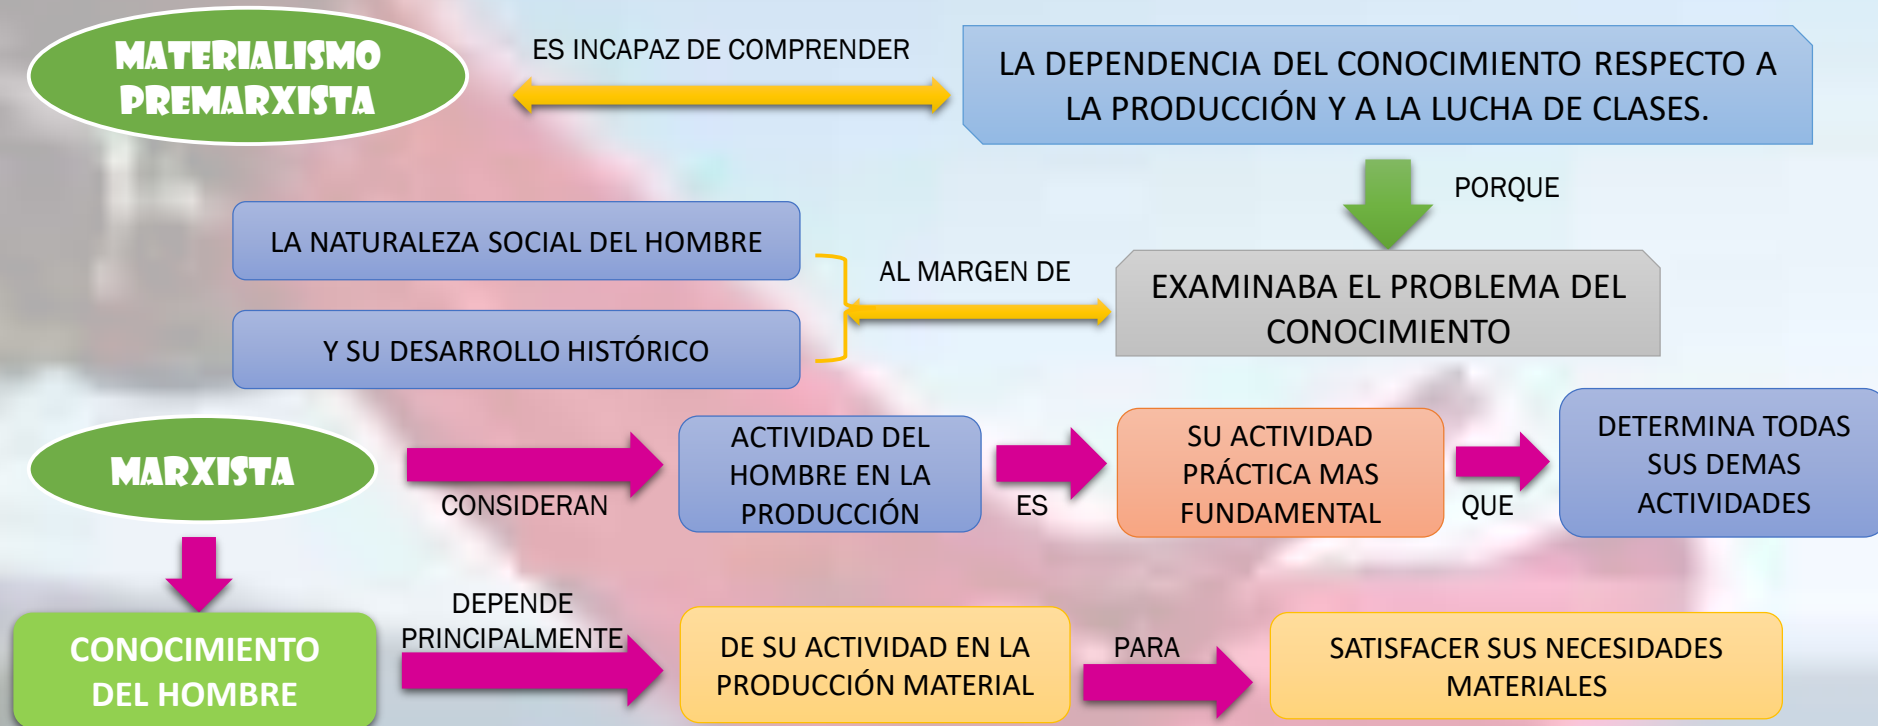 MATERIALISMO
PREMARXISTA
ES INCAPAZ DE COMPRENDER
LA DEPENDENCIA DEL CONOCIMIENTO RESPECTO A
LA PRODUCCIÓN Y A LA LUCHA DE CLASES.
PORQUE
EXAMINABA EL PROBLEMA DEL
CONOCIMIENTO
AL MARGEN DE
LA NATURALEZA SOCIAL DEL HOMBRE
Y SU DESARROLLO HISTÓRICO
MARXISTA
CONSIDERAN
ACTIVIDAD DEL
HOMBRE EN LA
PRODUCCIÓN
ES
SU ACTIVIDAD
PRÁCTICA MAS
FUNDAMENTAL
QUE
DETERMINA TODAS
SUS DEMAS
ACTIVIDADES
CONOCIMIENTO
DEL HOMBRE
DEPENDE
PRINCIPALMENTE
DE SU ACTIVIDAD EN LA
PRODUCCIÓN MATERIAL
PARA
SATISFACER SUS NECESIDADES
MATERIALES